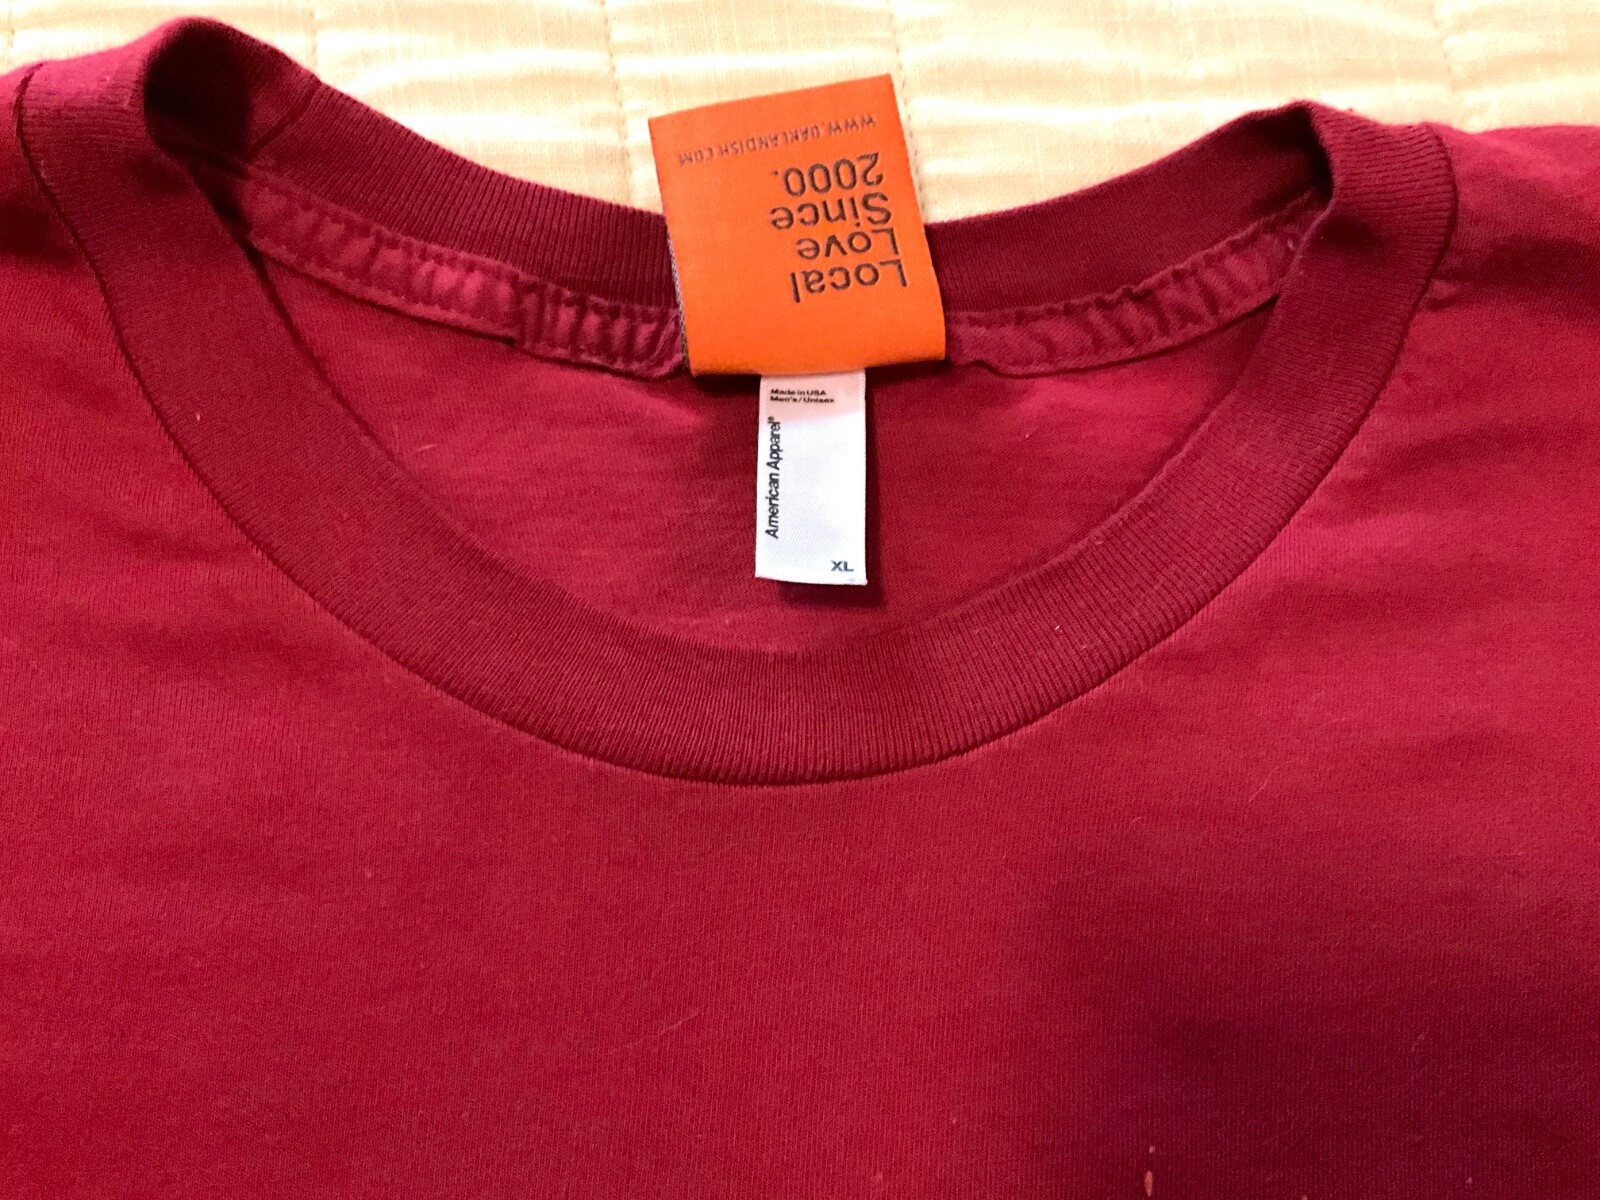 Local
Love
Since
2000.
WWW.OAKLANDISH.COM
Made in USA
Men's/Unisex
American Apparel®
XL